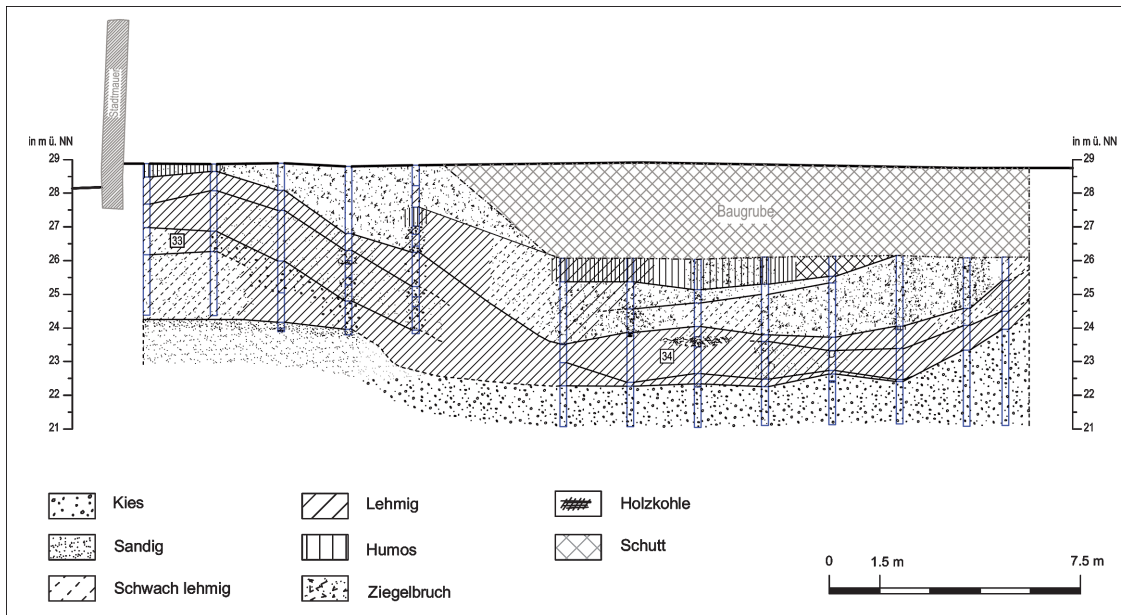 Stadtmauer
in m ü. NN
in m ü. NN
29
28
27
26
25
24
23
22
21
29
28
27
26
25
24
23
22
21
Baugrube
33
34
Kies
Lehmig
Holzkohle
Sandig
Humos
Schutt
Schwach lehmig
Ziegelbruch
0
1.5 m
7.5 m